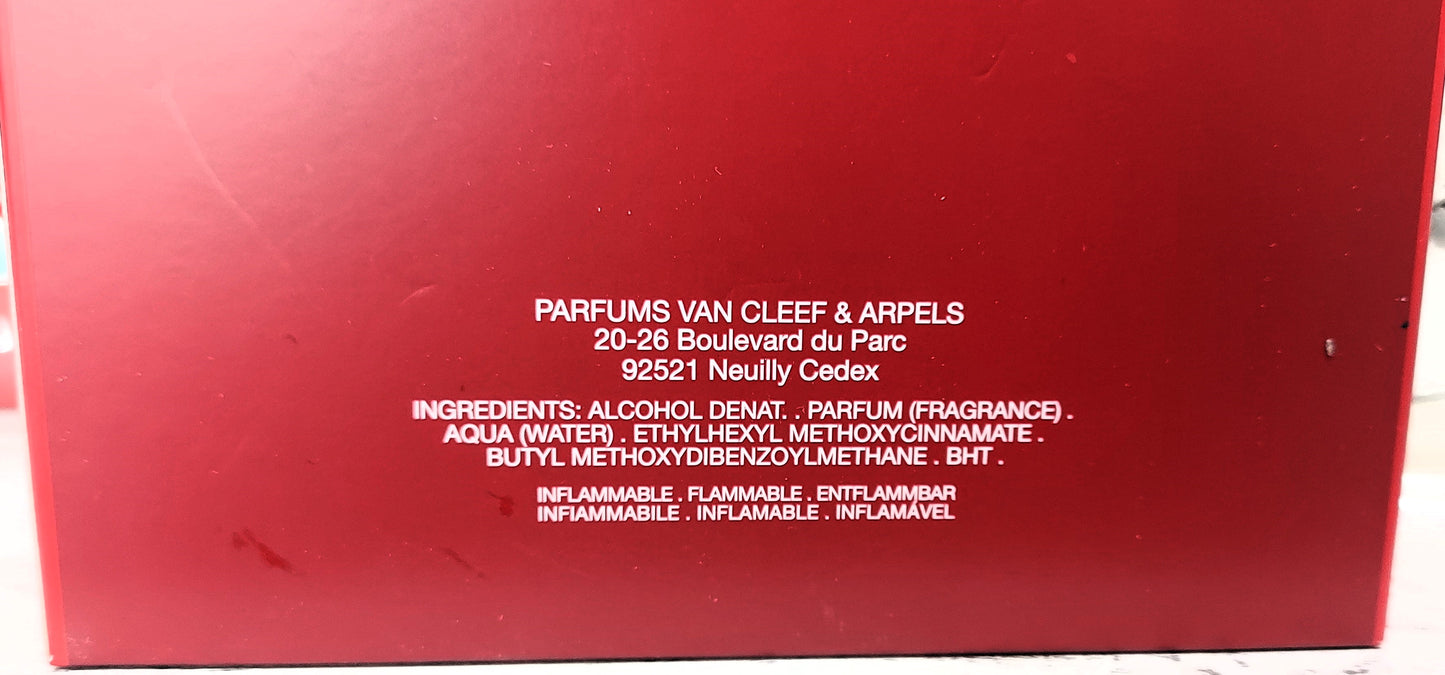 PARFUMS VAN CLEEF & ARPELS
20-26 Boulevard du Parc
92521 Neuilly Cedex
INGREDIENTS: ALCOHOL DENAT. . PARFUM (FRAGRANCE) .
AQUA (WATER) . ETHYLHEXYL METHOXYCINNAMATE .
BUTYL METHOXYDIBENZOYLMETHANE . BHT .
INFLAMMABLE . FLAMMABLE . ENTFLAMMBAR
INFIAMMABILE . INFLAMABLE . INFLAMÁVEL